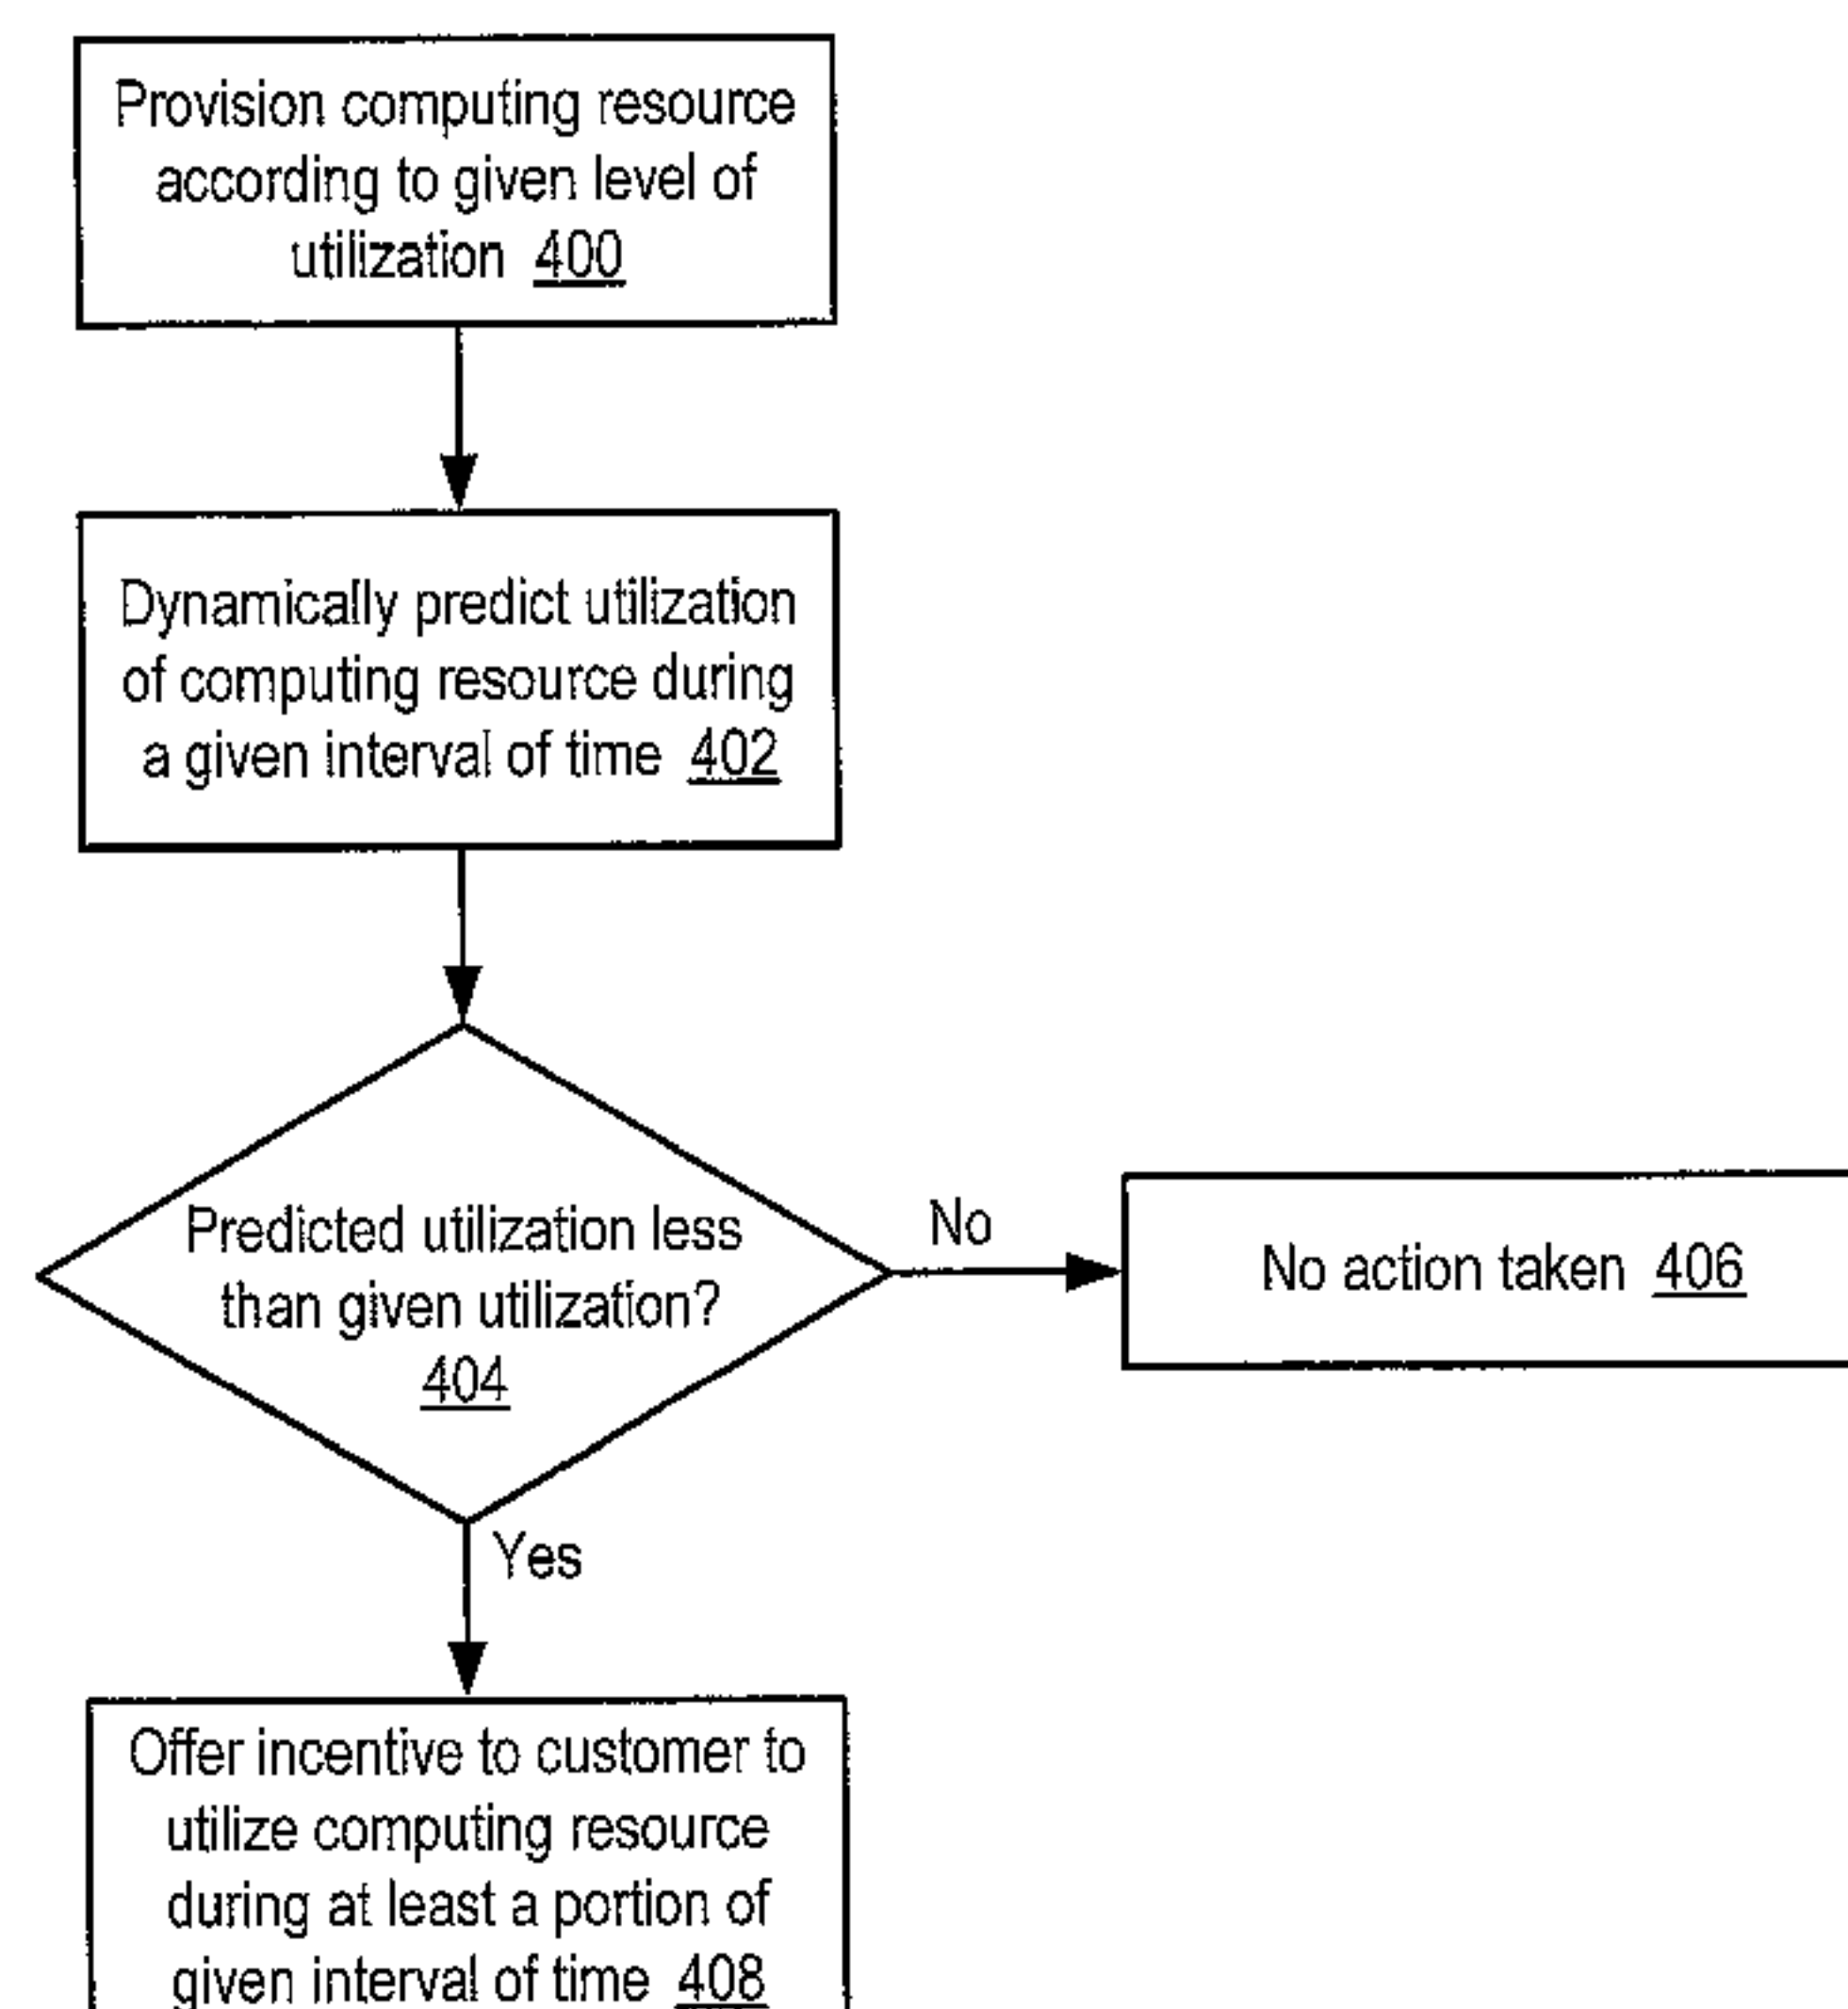 Provision computing resource
according to given level of
utilization 400
Dynamically predict utilization
of computing resource during
a given interval of time 402
Predicted utilization less
than given utilization?
404
No
No action taken 406
Yes
Offer incentive to customer to
utilize computing resource
during at least a portion of
given interval of time 408